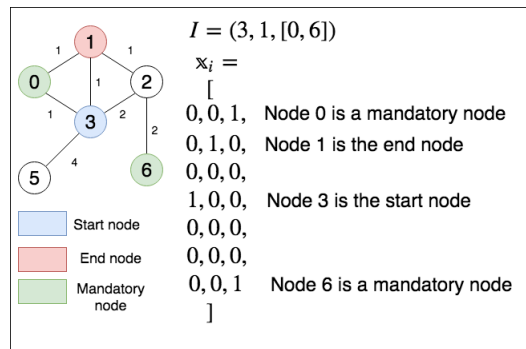 I = (3, 1, [0, 6])
𝕩ᵢ =
[
0, 0, 1, Node 0 is a mandatory node
0, 1, 0, Node 1 is the end node
0, 0, 0,
1, 0, 0, Node 3 is the start node
0, 0, 0,
0, 0, 0,
0, 0, 1 Node 6 is a mandatory node
]
1
1 1
0 1 2
1 3 2
2
4
5 6
Start node
End node
Mandatory
node